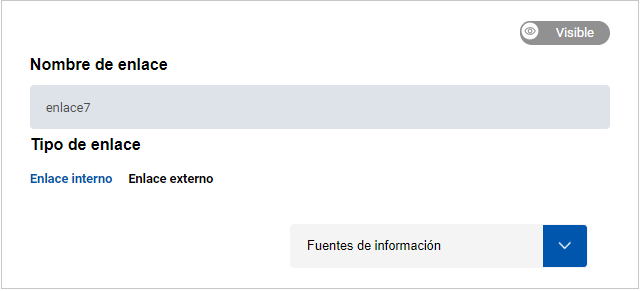 Visible
Nombre de enlace
enlace7
Tipo de enlace
Enlace interno Enlace externo
Fuentes de información